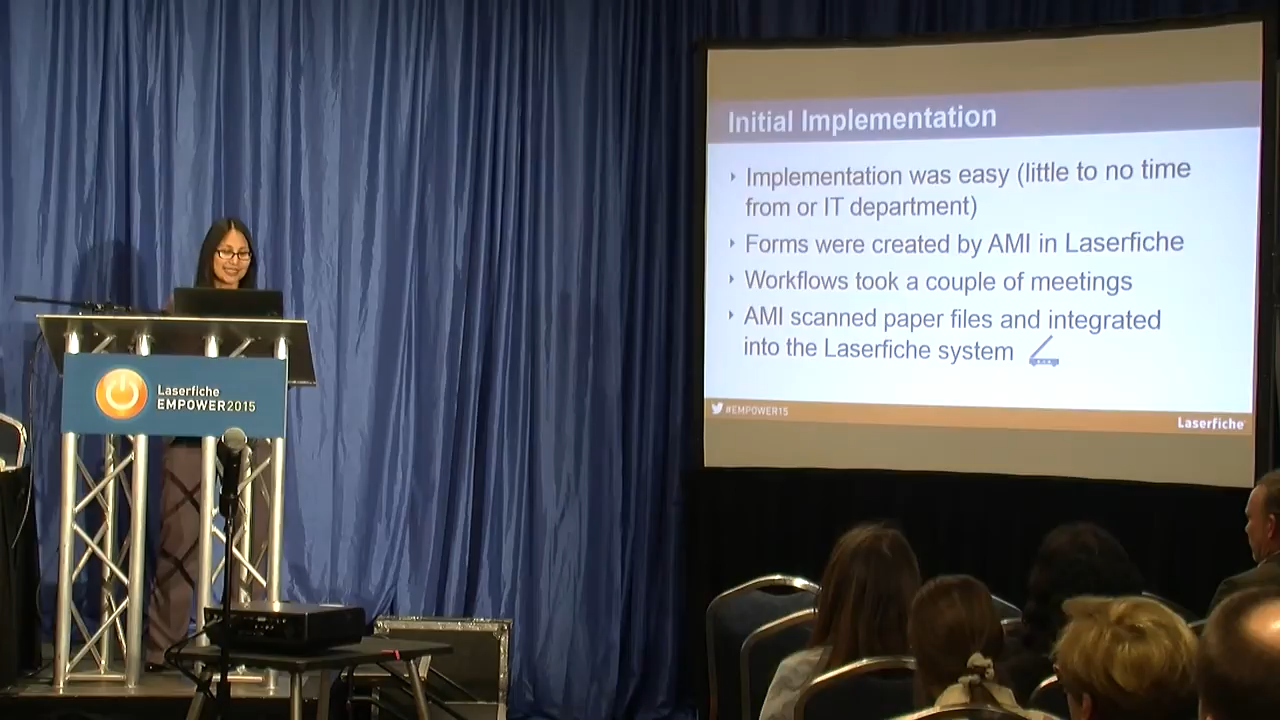 Initial Implementation
Implementation was easy (little to no time
from or IT department)
Forms were created by AMI in Laserfiche
Workflows took a couple of meetings
AMI scanned paper files and integrated
into the Laserfiche system
#EMPOWER15
Laserfiche
Laserfiche
EMPOWER2015